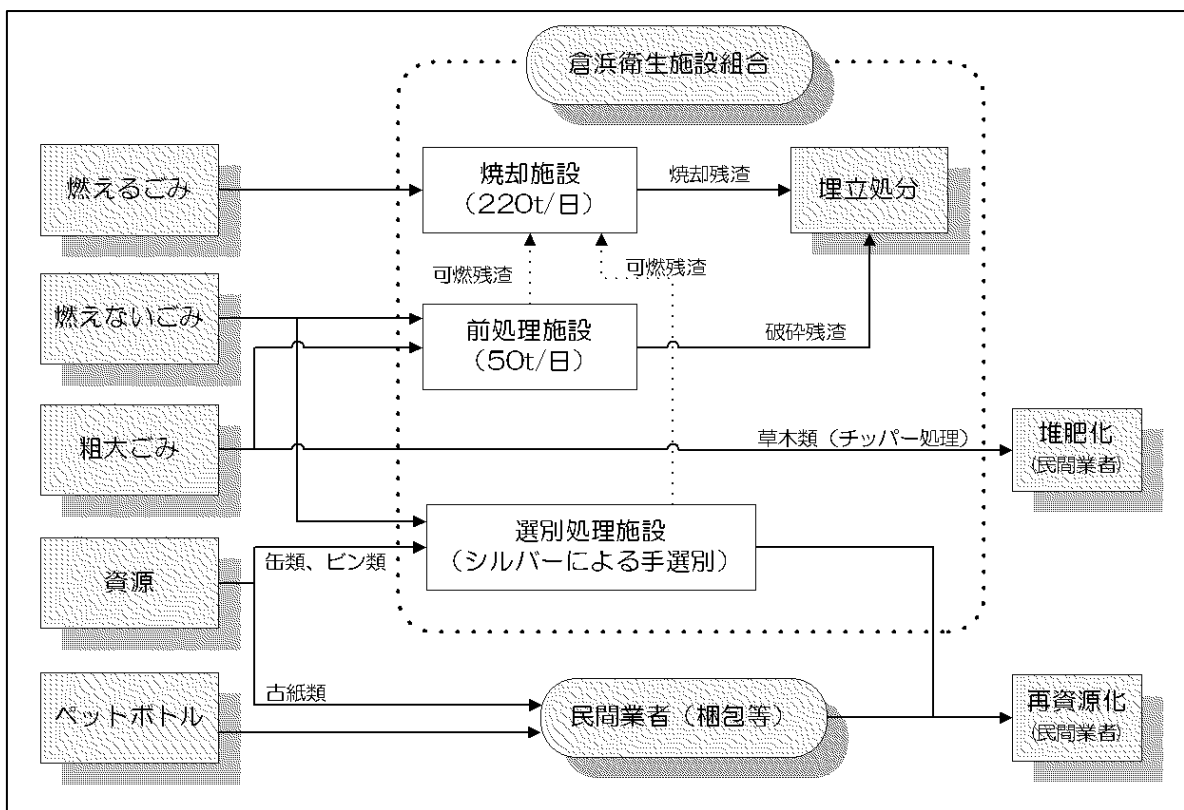 倉浜衛生施設組合
燃えるごみ
焼却施設
(220t/日)
焼却残渣
埋立処分
可燃残渣
可燃残渣
燃えないごみ
前処理施設
(50t/日)
破砕残渣
粗大ごみ
草木類(チッパー処理)
堆肥化
(民間業者)
選別処理施設
(シルバーによる手選別)
資源
缶類、ビン類
古紙類
ペットボトル
民間業者(梱包等)
再資源化
(民間業者)